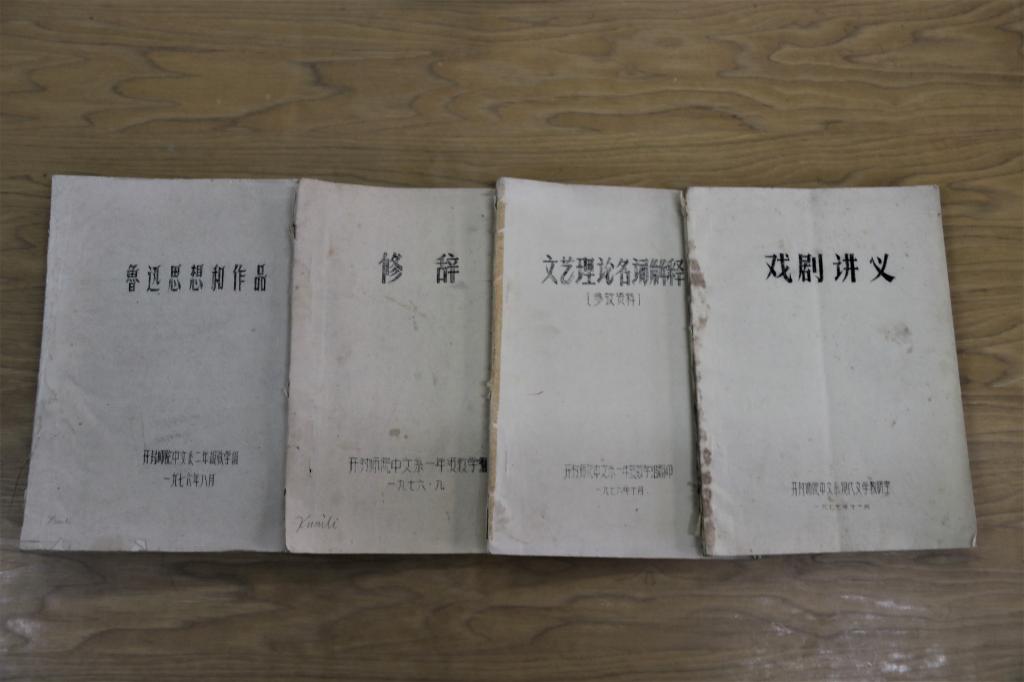 鲁迅思想和作品
开封师院中文系二年级教学组
一九七六年八月
修辞
开封师院中文系一年级教学组
一九七六·九
Xunli
文艺理论名词解释
〔参考资料〕
开封师院中文系一年级教学组翻印
一九七六年十月
戏剧讲义
开封师院中文系现代文学教研室